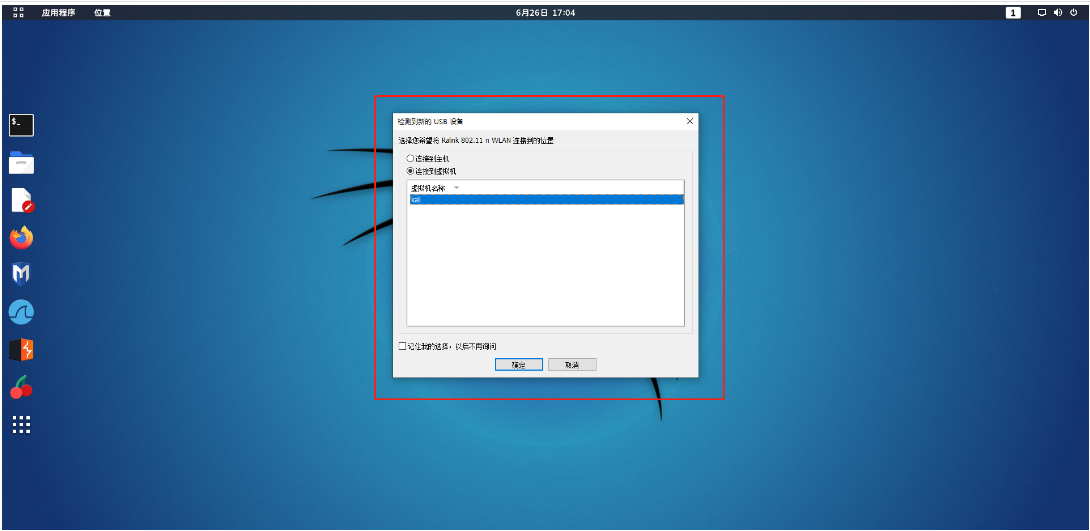 应用程序 位置 6月26日 17:04 1
$_
检测到新的 USB 设备
选择您希望将 Ralink 802.11 n WLAN 连接到的位置
连接到主机
连接到虚拟机
虚拟机名称
kali
记住我的选择，以后不再询问
确定 取消